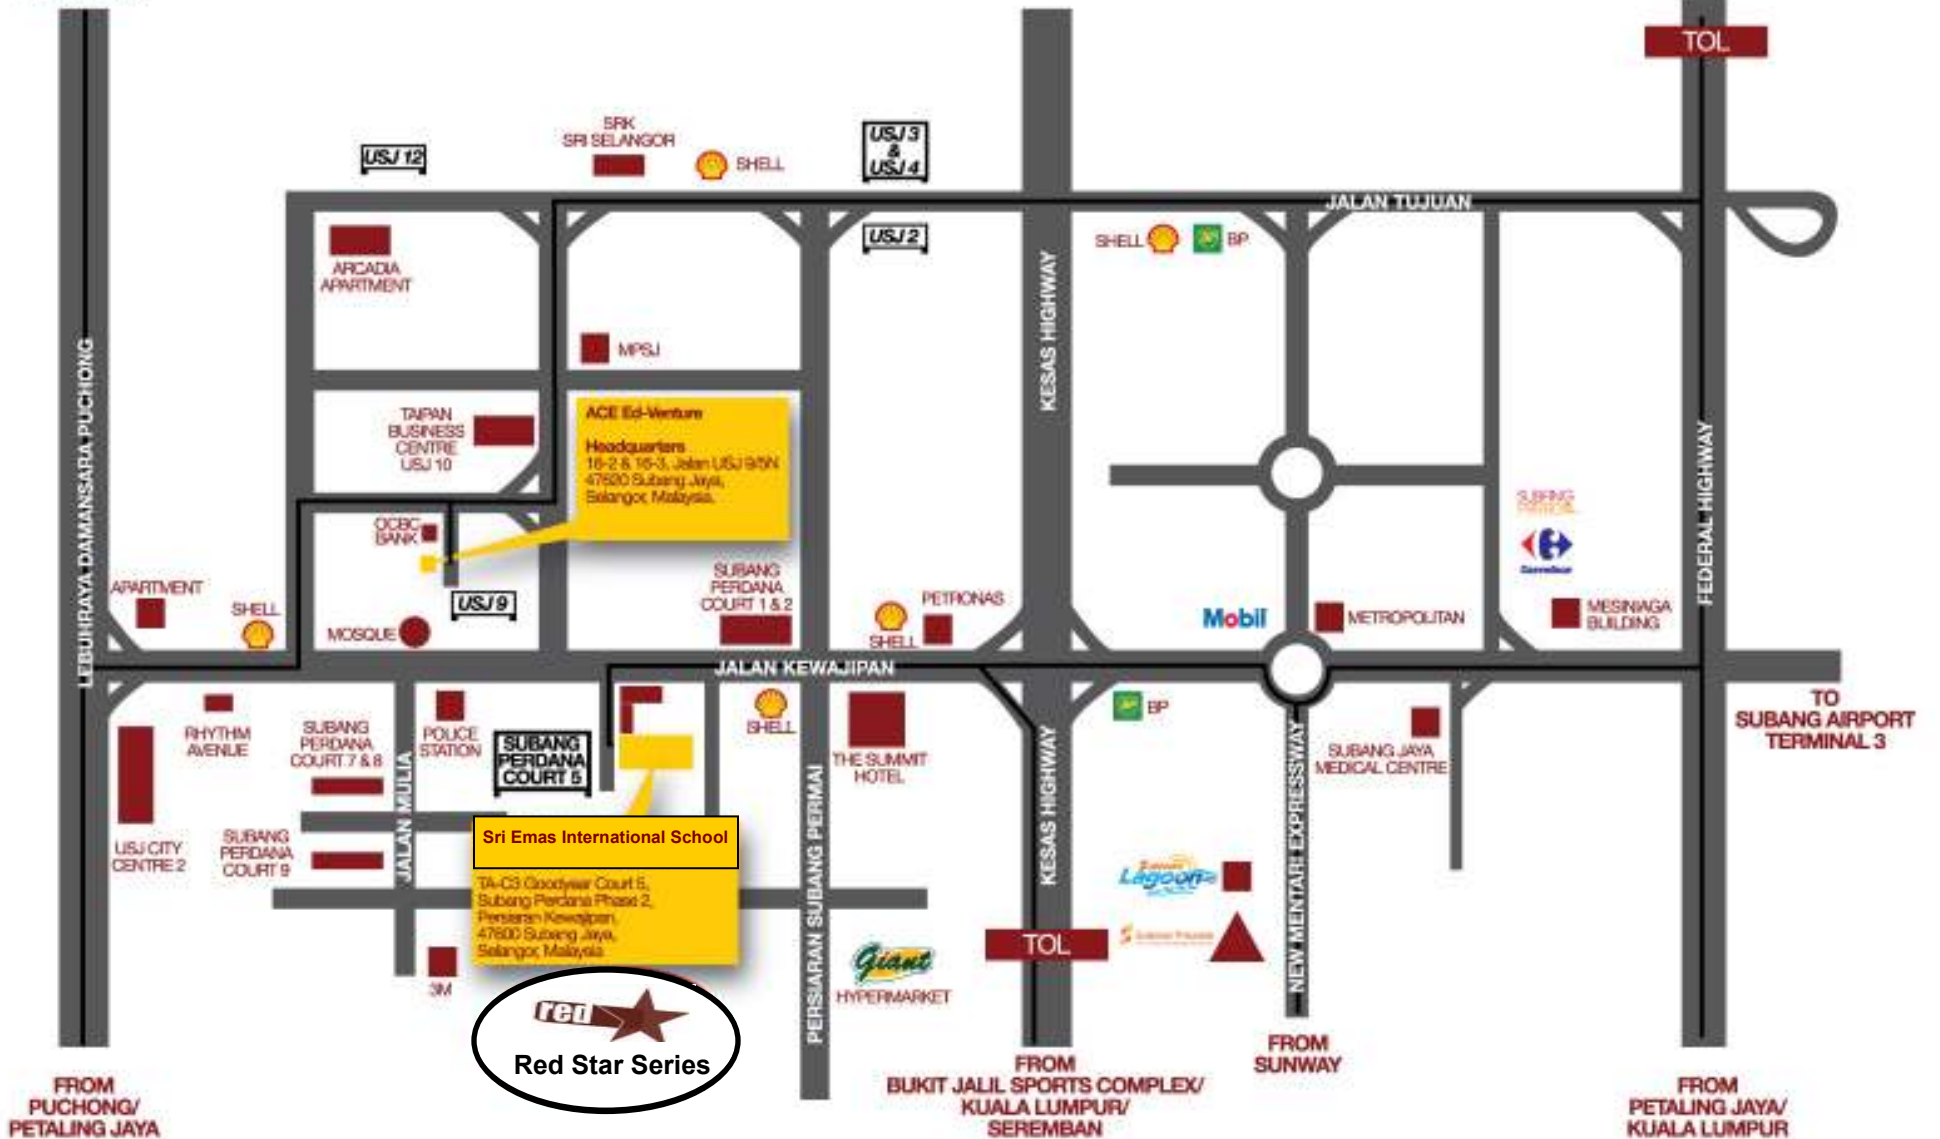 TOL
SRK
SRI SELANGOR
USJ 12
SHELL
USJ 3
&
USJ 4
JALAN TUJUAN
USJ 2
SHELL
BP
ARCADIA
APARTMENT
KESAS HIGHWAY
MPSJ
LEBUHRAYA DAMANSARA PUCHONG
TAIPAN
BUSINESS
CENTRE
USJ 10
ACE Ed-Venture
Headquarters
16-2 & 16-3, Jalan USJ 9/5N
47620 Subang Jaya,
Selangor, Malaysia.
FEDERAL HIGHWAY
SUBANG
Carrefour
OCBC
BANK
APARTMENT
SHELL
USJ 9
MOSQUE
SUBANG
PERDANA
COURT 1 & 2
SHELL
PETRONAS
Mobil
METROPOLITAN
MESINIAGA
BUILDING
JALAN KEWAJIPAN
RHYTHM
AVENUE
SUBANG
PERDANA
COURT 7 & 8
POLICE
STATION
SUBANG
PERDANA
COURT 5
SHELL
THE SUMMIT
HOTEL
BP
SUBANG JAYA
MEDICAL CENTRE
TO
SUBANG AIRPORT
TERMINAL 3
USJ CITY
CENTRE 2
SUBANG
PERDANA
COURT 9
JALAN MULIA
Sri Emas International School
TA-C3 Goodyear Court 5,
Subang Perdana Phase 2,
Persiaran Kewajipan,
47600 Subang Jaya,
Selangor, Malaysia
PERSIARAN SUBANG PERMAI
KESAS HIGHWAY
NEW MENTARI EXPRESSWAY
Lagoon
TOL
3M
Giant
HYPERMARKET
red
Red Star Series
FROM
PUCHONG/
PETALING JAYA
FROM
BUKIT JALIL SPORTS COMPLEX/
KUALA LUMPUR/
SEREMBAN
FROM
SUNWAY
FROM
PETALING JAYA/
KUALA LUMPUR